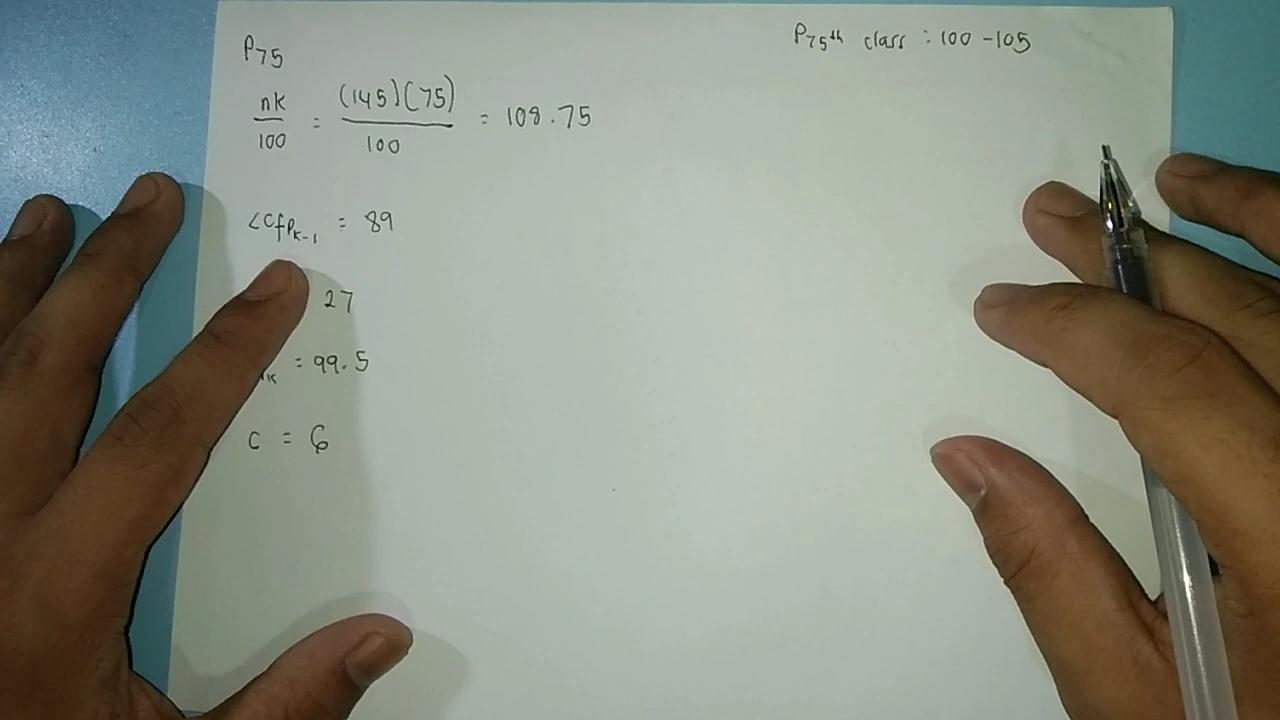 P75
P75th class : 100 - 105
nk/100 = (145)(75)/100 = 108.75
<CfPK-1 = 89
27
= 99.5
c = 6